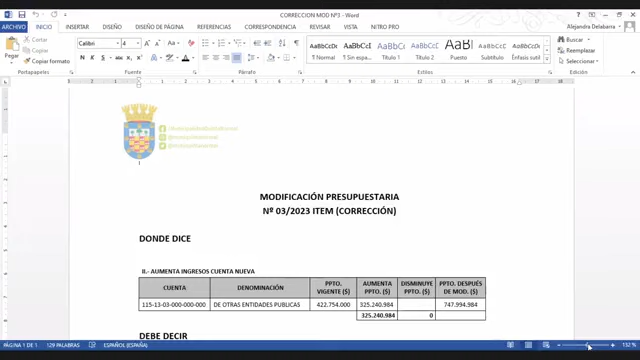 CORRECCION MOD Nº3 - Word
ARCHIVO INICIO INSERTAR DISEÑO DISEÑO DE PÁGINA REFERENCIAS CORRESPONDENCIA REVISAR VISTA NITRO PRO Alejandra Delabarra
Pegar
Cortar
Copiar
Copiar formato
Calibri 4
AaBbCcDc AaBbCcDc AaBbC AaBbCcC AaBbCcD
¶ Normal ¶ Sin espa... Título 1 Título 2 Puesto Subtítulo Énfasis sutil
Buscar
Reemplazar
Seleccionar
Portapapeles Fuente Párrafo Estilos Edición
MODIFICACIÓN PRESUPUESTARIA
Nº 03/2023 ITEM (CORRECCIÓN)
DONDE DICE
II.- AUMENTA INGRESOS CUENTA NUEVA
CUENTA DENOMINACIÓN PPTO. VIGENTE ($) AUMENTA PPTO. ($) DISMINUYE PPTO. ($) PPTO. DESPUÉS DE MOD. ($)
115-13-03-000-000-000 DE OTRAS ENTIDADES PUBLICAS 422.754.000 325.240.984 747.994.984
325.240.984 0
DEBE DECIR
PÁGINA 1 DE 1 129 PALABRAS ESPAÑOL (ESPAÑA) 152 %